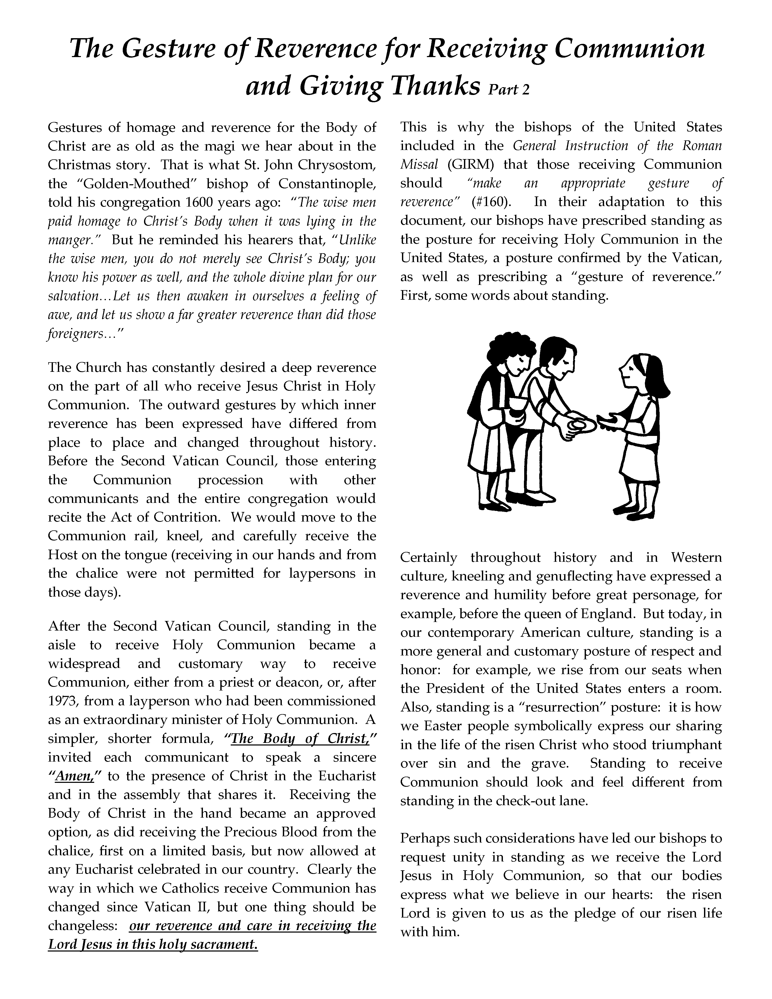 The Gesture of Reverence for Receiving Communion
and Giving Thanks Part 2
Gestures of homage and reverence for the Body of
Christ are as old as the magi we hear about in the
Christmas story. That is what St. John Chrysostom,
the “Golden-Mouthed” bishop of Constantinople,
told his congregation 1600 years ago: “The wise men
paid homage to Christ’s Body when it was lying in the
manger.” But he reminded his hearers that, “Unlike
the wise men, you do not merely see Christ’s Body; you
know his power as well, and the whole divine plan for our
salvation…Let us then awaken in ourselves a feeling of
awe, and let us show a far greater reverence than did those
foreigners…”
The Church has constantly desired a deep reverence
on the part of all who receive Jesus Christ in Holy
Communion. The outward gestures by which inner
reverence has been expressed have differed from
place to place and changed throughout history.
Before the Second Vatican Council, those entering
the Communion procession with other
communicants and the entire congregation would
recite the Act of Contrition. We would move to the
Communion rail, kneel, and carefully receive the
Host on the tongue (receiving in our hands and from
the chalice were not permitted for laypersons in
those days).
After the Second Vatican Council, standing in the
aisle to receive Holy Communion became a
widespread and customary way to receive
Communion, either from a priest or deacon, or, after
1973, from a layperson who had been commissioned
as an extraordinary minister of Holy Communion. A
simpler, shorter formula, “The Body of Christ,”
invited each communicant to speak a sincere
“Amen,” to the presence of Christ in the Eucharist
and in the assembly that shares it. Receiving the
Body of Christ in the hand became an approved
option, as did receiving the Precious Blood from the
chalice, first on a limited basis, but now allowed at
any Eucharist celebrated in our country. Clearly the
way in which we Catholics receive Communion has
changed since Vatican II, but one thing should be
changeless: our reverence and care in receiving the
Lord Jesus in this holy sacrament.
This is why the bishops of the United States
included in the General Instruction of the Roman
Missal (GIRM) that those receiving Communion
should “make an appropriate gesture of
reverence” (#160). In their adaptation to this
document, our bishops have prescribed standing as
the posture for receiving Holy Communion in the
United States, a posture confirmed by the Vatican,
as well as prescribing a “gesture of reverence.”
First, some words about standing.
Certainly throughout history and in Western
culture, kneeling and genuflecting have expressed a
reverence and humility before great personage, for
example, before the queen of England. But today, in
our contemporary American culture, standing is a
more general and customary posture of respect and
honor: for example, we rise from our seats when
the President of the United States enters a room.
Also, standing is a “resurrection” posture: it is how
we Easter people symbolically express our sharing
in the life of the risen Christ who stood triumphant
over sin and the grave. Standing to receive
Communion should look and feel different from
standing in the check-out lane.
Perhaps such considerations have led our bishops to
request unity in standing as we receive the Lord
Jesus in Holy Communion, so that our bodies
express what we believe in our hearts: the risen
Lord is given to us as the pledge of our risen life
with him.